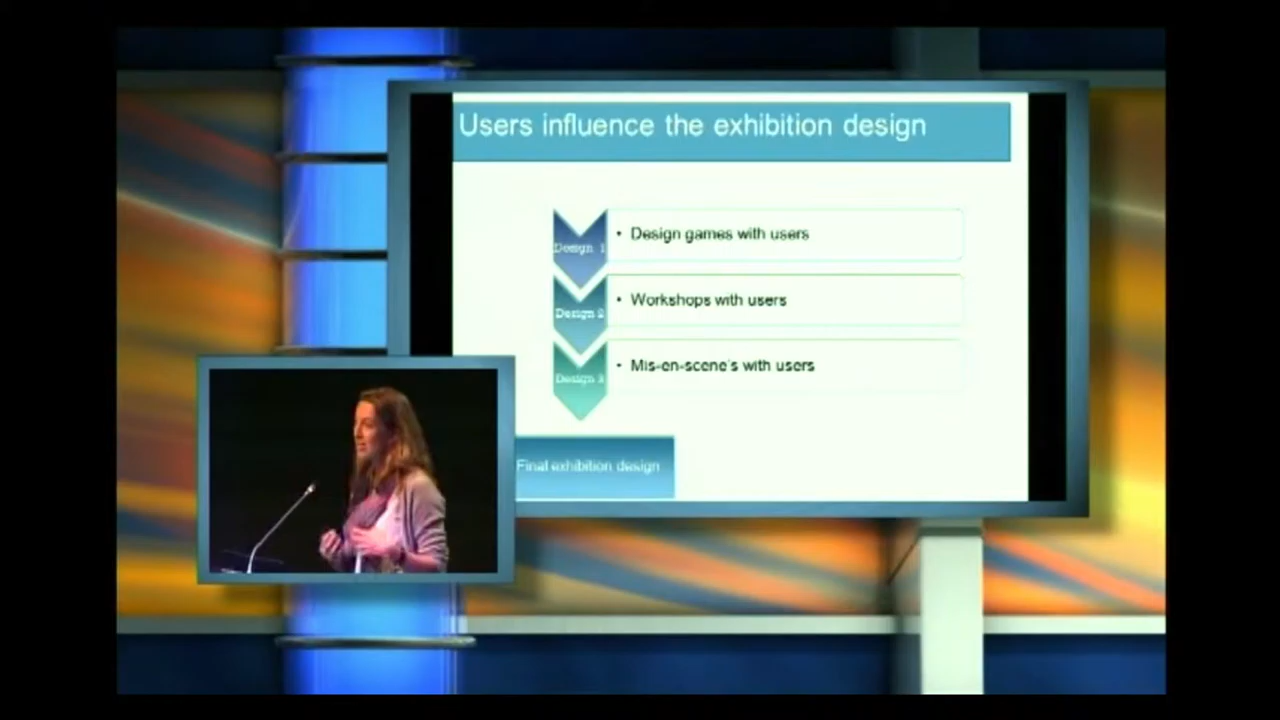 Users influence the exhibition design
Design 1
• Design games with users
Design 2
• Workshops with users
Design 3
• Mis-en-scene's with users
Final exhibition design